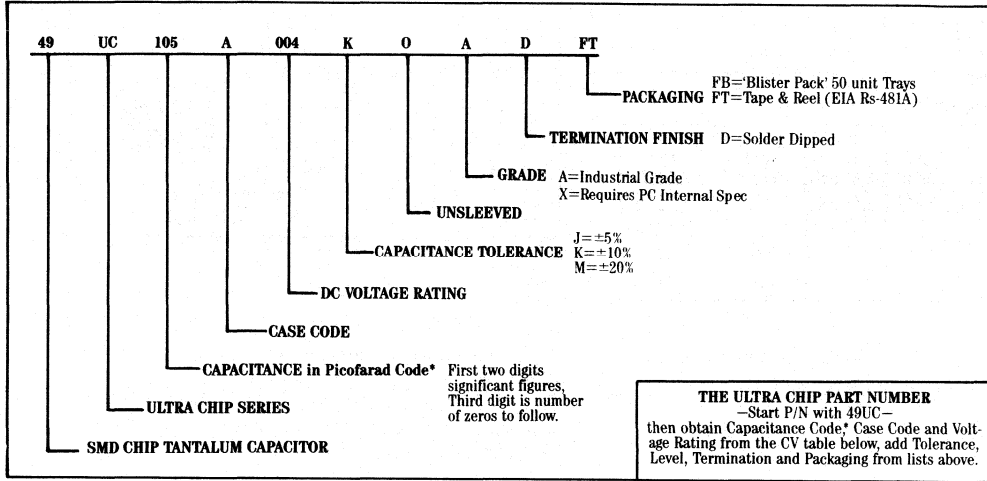 49 UC 105 A 004 K O A D FT
PACKAGING FB='Blister Pack' 50 unit Trays
FT=Tape & Reel (EIA Rs-481A)
TERMINATION FINISH D=Solder Dipped
GRADE A=Industrial Grade
X=Requires PC Internal Spec
UNSLEEVED
CAPACITANCE TOLERANCE J=±5%
K=±10%
M=±20%
DC VOLTAGE RATING
CASE CODE
CAPACITANCE in Picofarad Code* First two digits
significant figures,
Third digit is number
of zeros to follow.
ULTRA CHIP SERIES
SMD CHIP TANTALUM CAPACITOR
THE ULTRA CHIP PART NUMBER
—Start P/N with 49UC—
then obtain Capacitance Code,* Case Code and Volt-
age Rating from the CV table below, add Tolerance,
Level, Termination and Packaging from lists above.